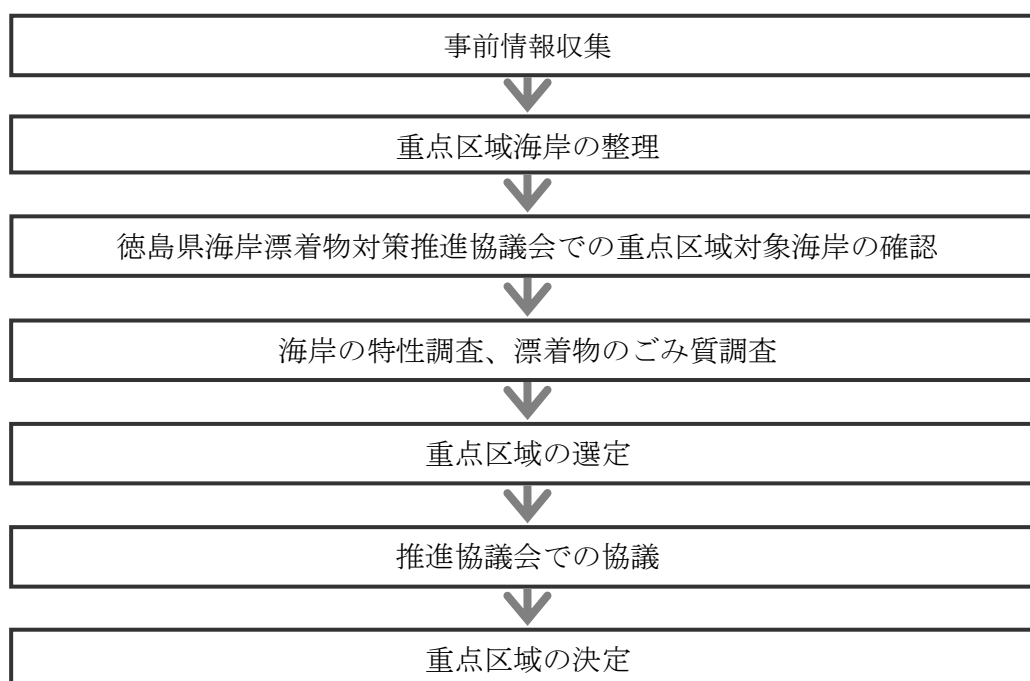 事前情報収集
重点区域海岸の整理
徳島県海岸漂着物対策推進協議会での重点区域対象海岸の確認
海岸の特性調査、漂着物のごみ質調査
重点区域の選定
推進協議会での協議
重点区域の決定